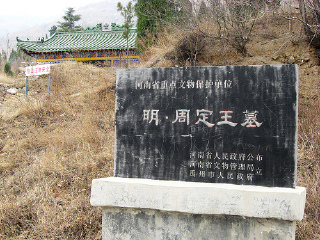 河南省重点文物保护单位
明·周定王墓
河南省人民政府公布
河南省文物管理局
禹州市人民政府
立